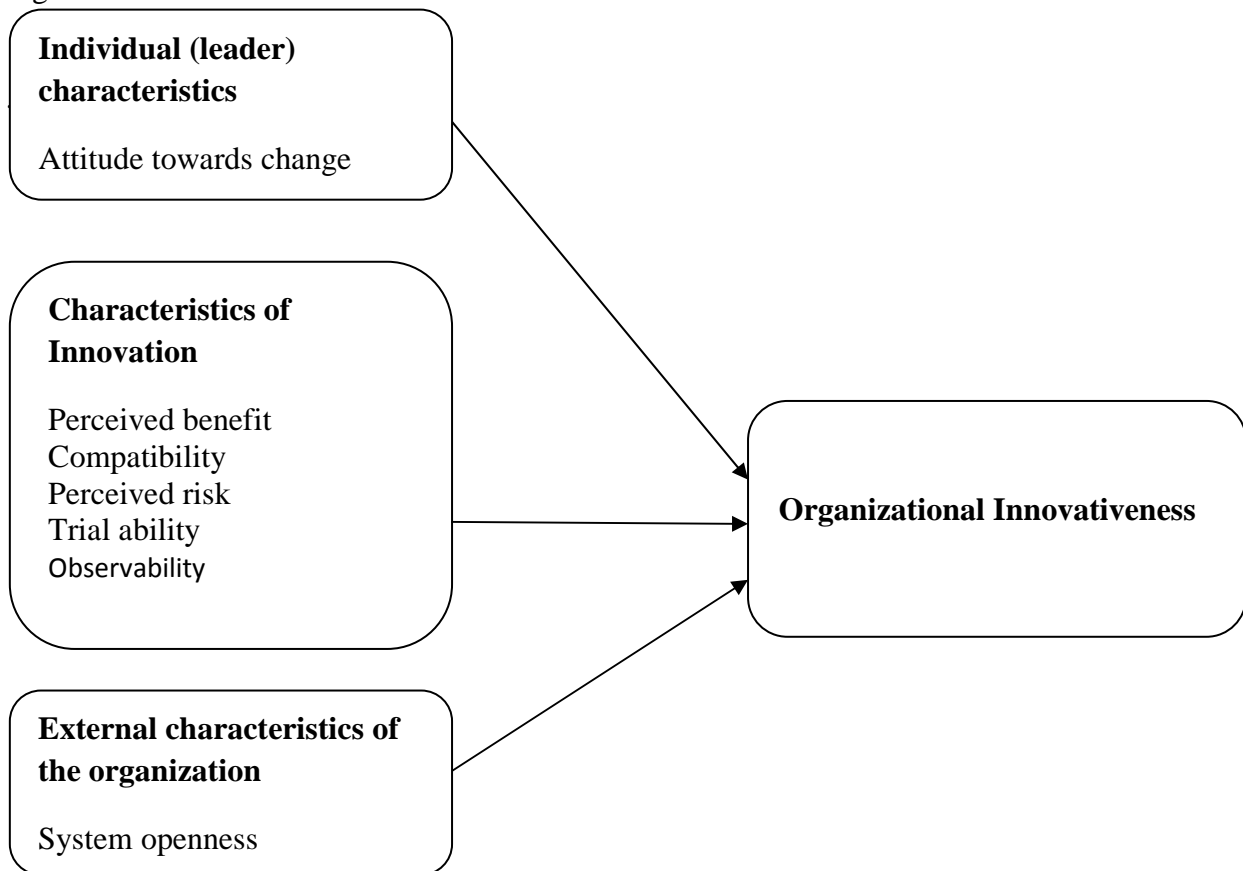 Individual (leader)
characteristics
Attitude towards change
Characteristics of
Innovation
Perceived benefit
Compatibility
Perceived risk
Trial ability
Observability
Organizational Innovativeness
External characteristics of
the organization
System openness